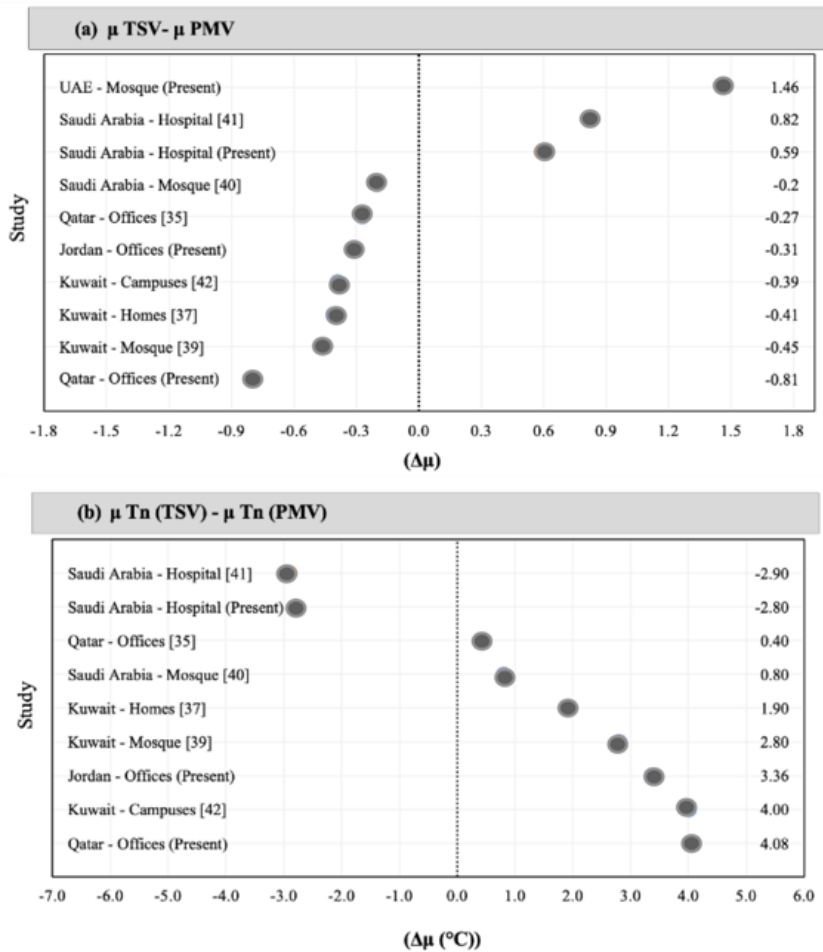 (a) μ TSV- μ PMV
Study
UAE - Mosque (Present) 1.46
Saudi Arabia - Hospital [41] 0.82
Saudi Arabia - Hospital (Present) 0.59
Saudi Arabia - Mosque [40] -0.2
Qatar - Offices [35] -0.27
Jordan - Offices (Present) -0.31
Kuwait - Campuses [42] -0.39
Kuwait - Homes [37] -0.41
Kuwait - Mosque [39] -0.45
Qatar - Offices (Present) -0.81
-1.8 -1.5 -1.2 -0.9 -0.6 -0.3 0.0 0.3 0.6 0.9 1.2 1.5 1.8
(Δμ)
(b) μ Tn (TSV) - μ Tn (PMV)
Study
Saudi Arabia - Hospital [41] -2.90
Saudi Arabia - Hospital (Present) -2.80
Qatar - Offices [35] 0.40
Saudi Arabia - Mosque [40] 0.80
Kuwait - Homes [37] 1.90
Kuwait - Mosque [39] 2.80
Jordan - Offices (Present) 3.36
Kuwait - Campuses [42] 4.00
Qatar - Offices (Present) 4.08
-7.0 -6.0 -5.0 -4.0 -3.0 -2.0 -1.0 0.0 1.0 2.0 3.0 4.0 5.0 6.0
(Δμ (°C))